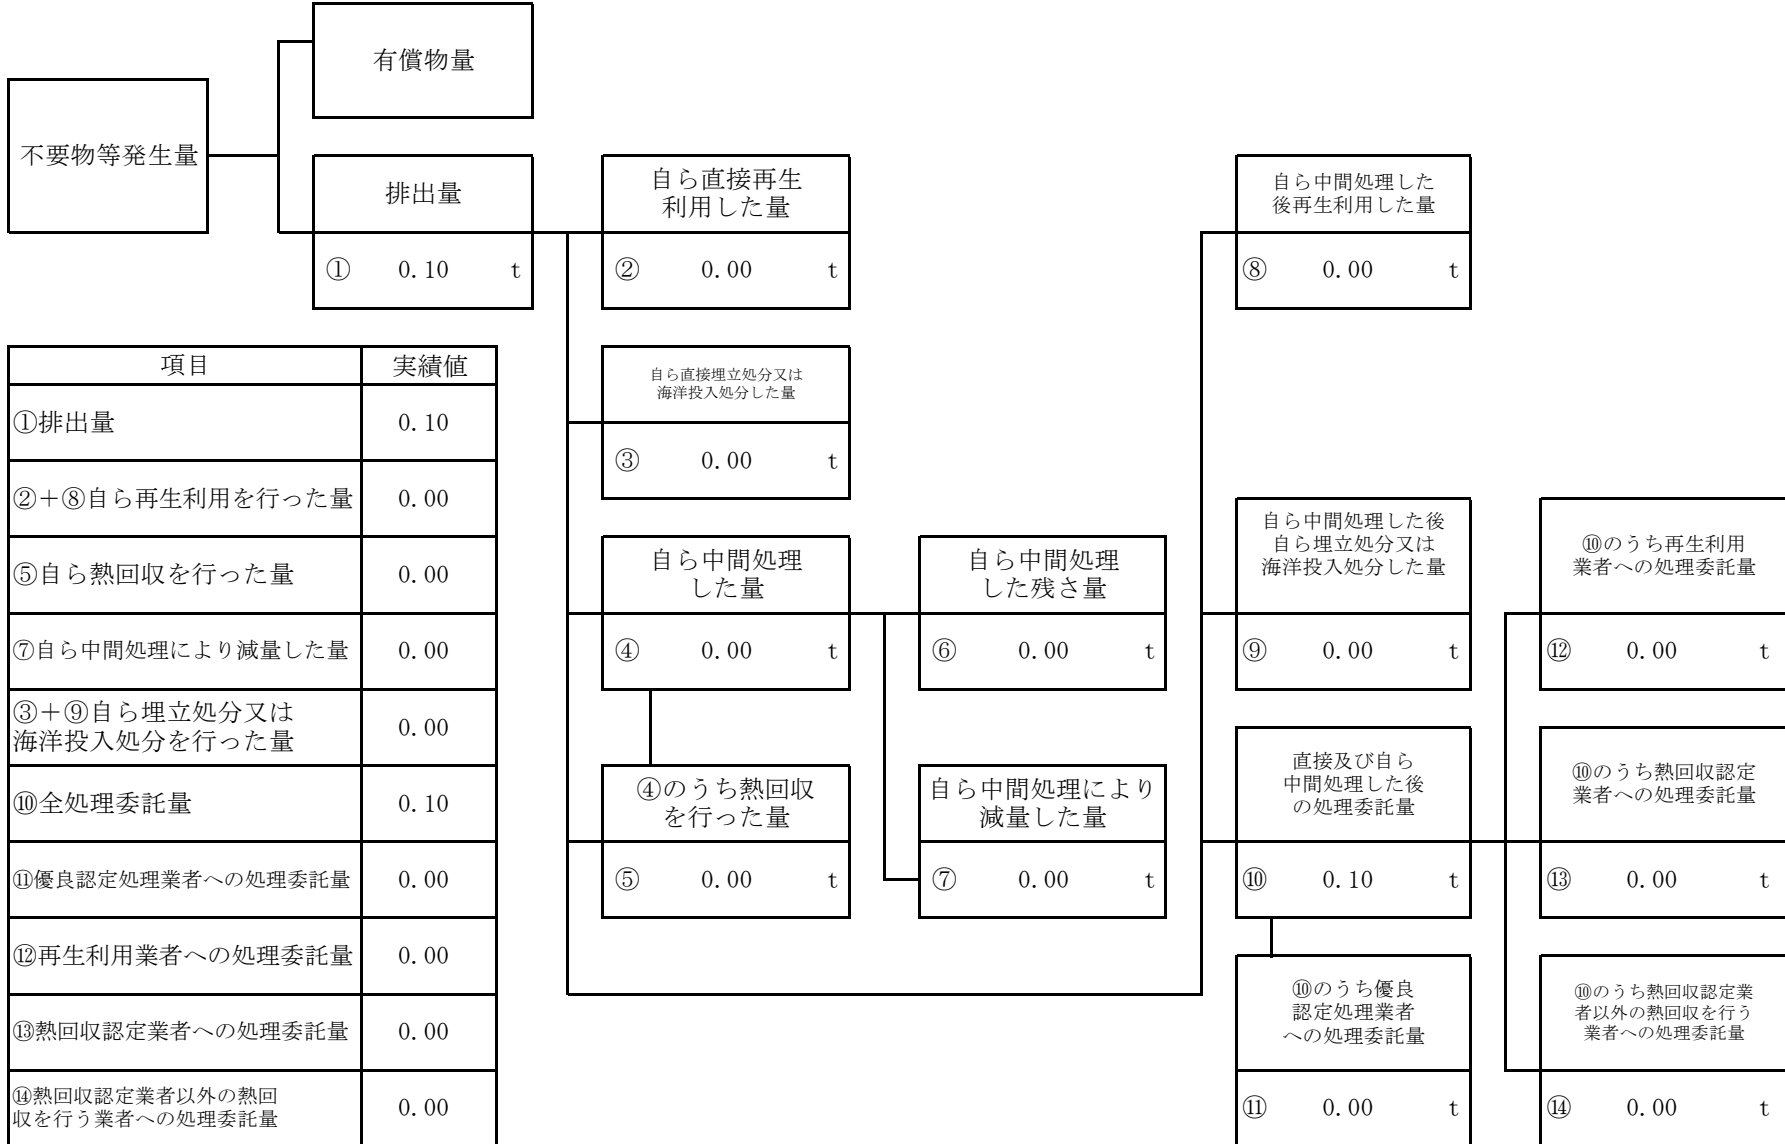 有償物量
不要物等発生量
排出量
① 0.10 t
自ら直接再生
利用した量
② 0.00 t
自ら中間処理した
後再生利用した量
⑧ 0.00 t
自ら直接埋立処分又は
海洋投入処分した量
③ 0.00 t
項目 実績値
①排出量 0.10
②+⑧自ら再生利用を行った量 0.00
⑤自ら熱回収を行った量 0.00
⑦自ら中間処理により減量した量 0.00
③+⑨自ら埋立処分又は
海洋投入処分を行った量 0.00
⑩全処理委託量 0.10
⑪優良認定処理業者への処理委託量 0.00
⑫再生利用業者への処理委託量 0.00
⑬熱回収認定業者への処理委託量 0.00
⑭熱回収認定業者以外の熱回
収を行う業者への処理委託量 0.00
自ら中間処理
した量
④ 0.00 t
自ら中間処理
した残さ量
⑥ 0.00 t
自ら中間処理した後
自ら埋立処分又は
海洋投入処分した量
⑨ 0.00 t
⑩のうち再生利用
業者への処理委託量
⑫ 0.00 t
④のうち熱回収
を行った量
⑤ 0.00 t
自ら中間処理により
減量した量
⑦ 0.00 t
直接及び自ら
中間処理した後
の処理委託量
⑩ 0.10 t
⑩のうち熱回収認定
業者への処理委託量
⑬ 0.00 t
⑩のうち優良
認定処理業者
への処理委託量
⑪ 0.00 t
⑩のうち熱回収認定業
者以外の熱回収を行う
業者への処理委託量
⑭ 0.00 t